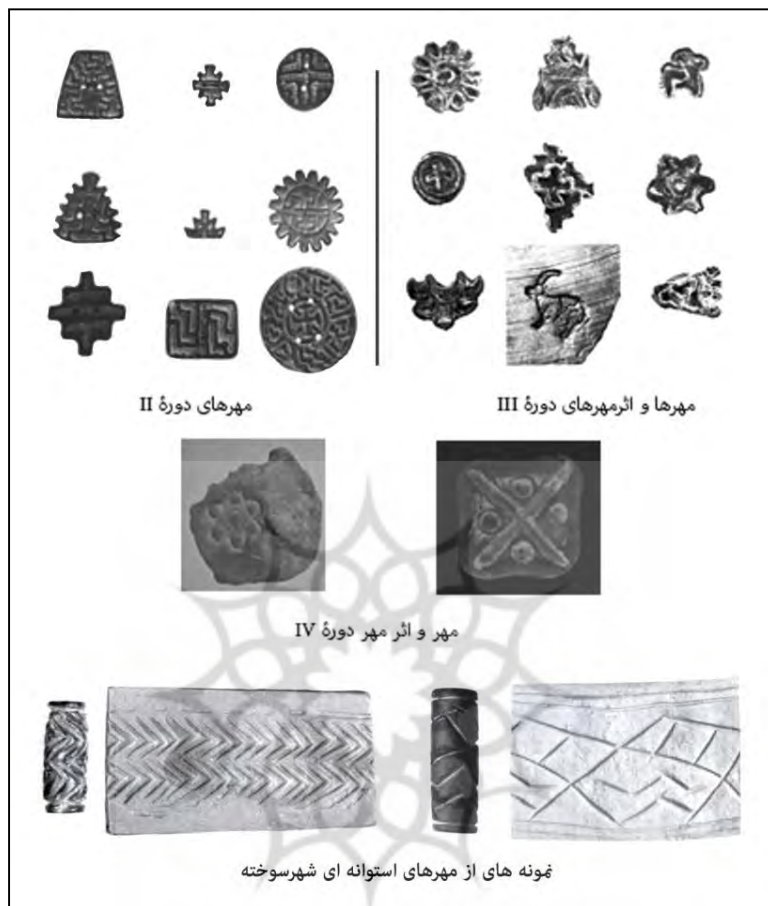 مهرها و اثرمهرهای دورهٔ III
مهرهای دورهٔ II
مهر و اثر مهر دورهٔ IV
نمونه های از مهرهای استوانه ای شهرسوخته